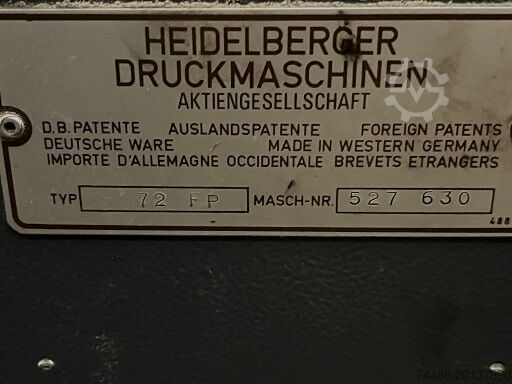 HEIDELBERGER
DRUCKMASCHINEN
AKTIENGESELLSCHAFT
D.B. PATENTE AUSLANDSPATENTE FOREIGN PATENTS
DEUTSCHE WARE MADE IN WESTERN GERMANY
IMPORTE D'ALLEMAGNE OCCIDENTALE BREVETS ETRANGERS
TYP 72 FP MASCH-NR. 527 630
488